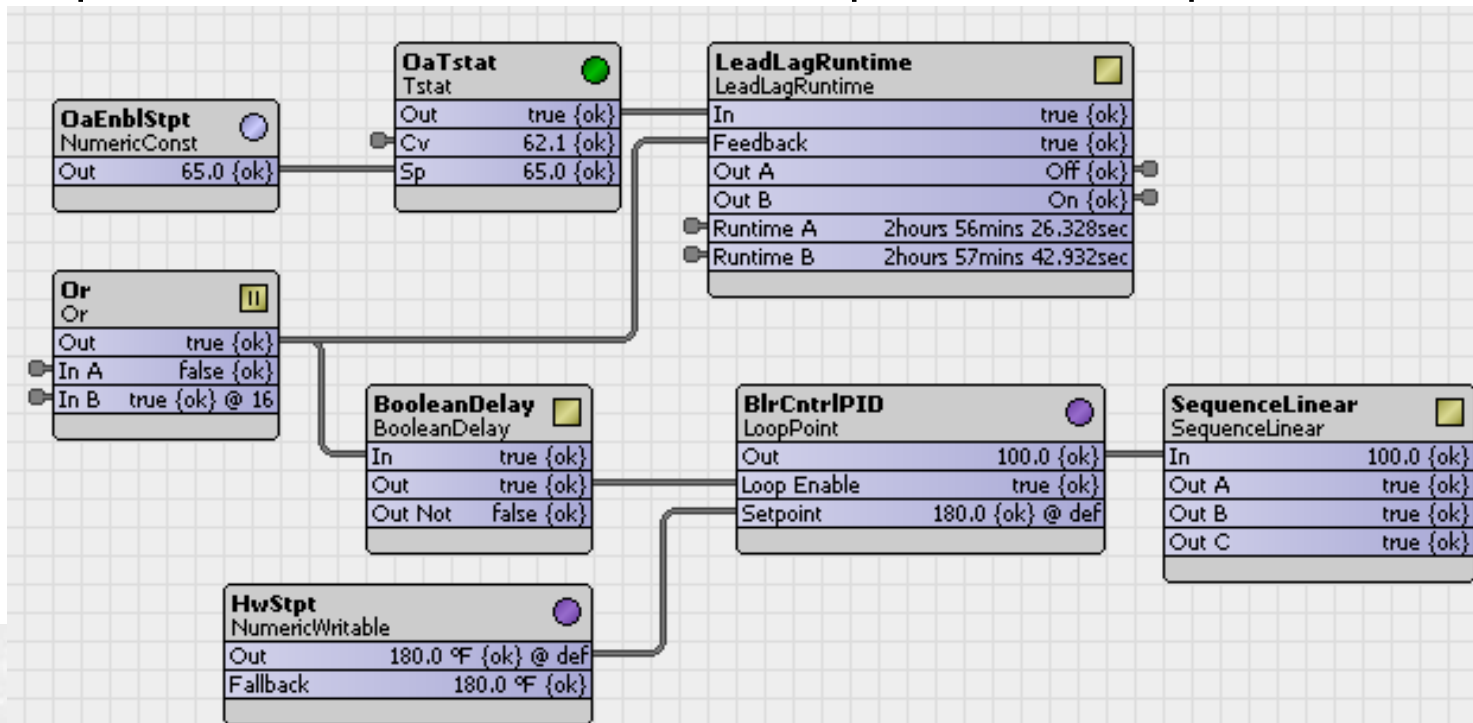 OaEnblStpt
NumericConst
Out 65.0 {ok}
OaTstat
Tstat
Out true {ok}
Cv 62.1 {ok}
Sp 65.0 {ok}
LeadLagRuntime
LeadLagRuntime
In true {ok}
Feedback true {ok}
Out A Off {ok}
Out B On {ok}
Runtime A 2hours 56mins 26.328sec
Runtime B 2hours 57mins 42.932sec
Or
Or
Out true {ok}
In A false {ok}
In B true {ok} @ 16
BooleanDelay
BooleanDelay
In true {ok}
Out true {ok}
Out Not false {ok}
BlrCntrlPID
LoopPoint
Out 100.0 {ok}
Loop Enable true {ok}
Setpoint 180.0 {ok} @ def
SequenceLinear
SequenceLinear
In 100.0 {ok}
Out A true {ok}
Out B true {ok}
Out C true {ok}
HwStpt
NumericWritable
Out 180.0 ºF {ok} @ def
Fallback 180.0 ºF {ok}